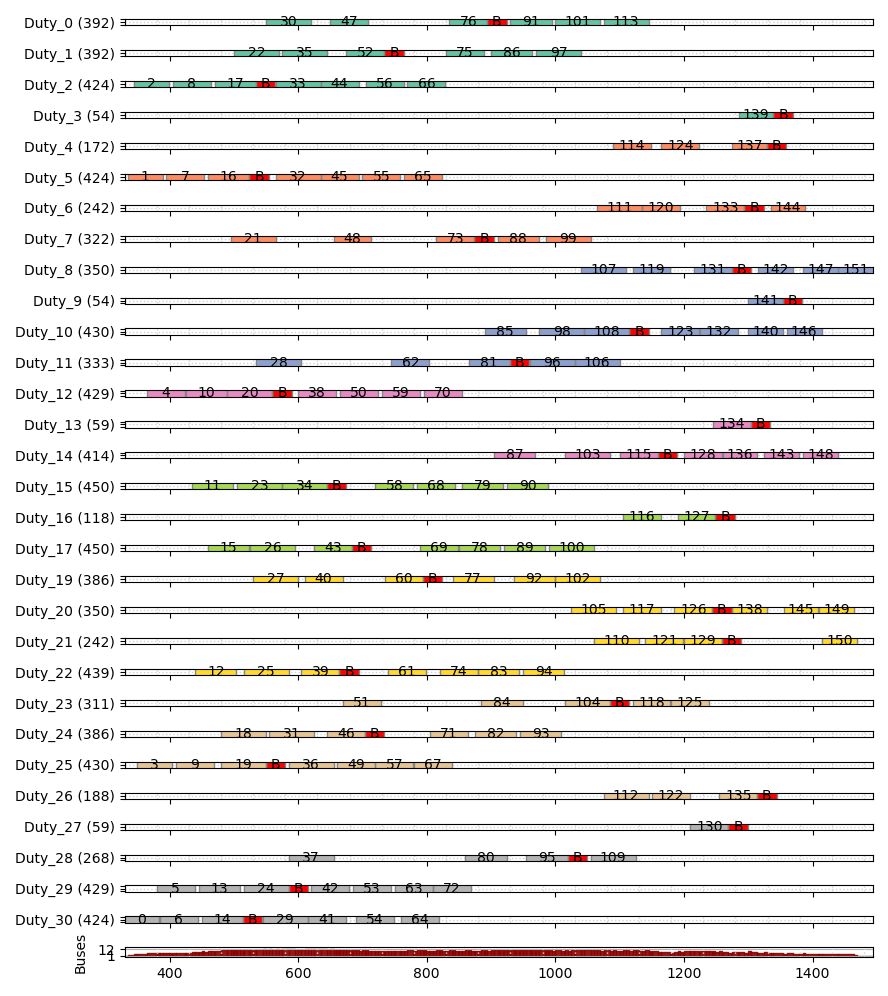 Duty_0 (392) 30 47 76 B 91 101 113
Duty_1 (392) 22 35 52 B 75 86 97
Duty_2 (424) 2 8 17 B 33 44 56 66
Duty_3 (54) 139 B
Duty_4 (172) 114 124 137 B
Duty_5 (424) 1 7 16 B 32 45 55 65
Duty_6 (242) 111 120 133 B 144
Duty_7 (322) 21 48 73 B 88 99
Duty_8 (350) 107 119 131 B 142 147 151
Duty_9 (54) 141 B
Duty_10 (430) 85 98 108 B 123 132 140 146
Duty_11 (333) 28 62 81 B 96 106
Duty_12 (429) 4 10 20 B 38 50 59 70
Duty_13 (59) 134 B
Duty_14 (414) 87 103 115 B 128 136 143 148
Duty_15 (450) 11 23 34 B 58 68 79 90
Duty_16 (118) 116 127 B
Duty_17 (450) 15 26 43 B 69 78 89 100
Duty_19 (386) 27 40 60 B 77 92 102
Duty_20 (350) 105 117 126 B 138 145 149
Duty_21 (242) 110 121 129 B 150
Duty_22 (439) 12 25 39 B 61 74 83 94
Duty_23 (311) 51 84 104 B 118 125
Duty_24 (386) 18 31 46 B 71 82 93
Duty_25 (430) 3 9 19 B 36 49 57 67
Duty_26 (188) 112 122 135 B
Duty_27 (59) 130 B
Duty_28 (268) 37 80 95 B 109
Duty_29 (429) 5 13 24 B 42 53 63 72
Duty_30 (424) 0 6 14 B 29 41 54 64
Buses
12
1
400 600 800 1000 1200 1400